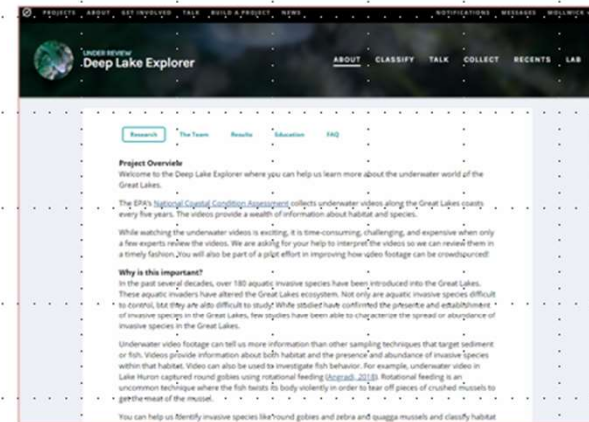 PROJECTS ABOUT GET INVOLVED TALK BUILD A PROJECT NEWS NOTIFICATIONS MESSAGES MOLLWICK
UNDER REVIEW
Deep Lake Explorer
ABOUT CLASSIFY TALK COLLECT RECENTS LAB
Research The Team Results Education FAQ
Project Overview
Welcome to the Deep Lake Explorer where you can help us learn more about the underwater world of the
Great Lakes.
The EPA's National Coastal Condition Assessment collects underwater videos along the Great Lakes coasts
every five years. The videos provide a wealth of information about habitat and species.
While watching the underwater videos is exciting, it is time-consuming, challenging, and expensive when only
a few experts review the videos. We are asking for your help to interpret the videos so we can review them in
a timely fashion. You will also be part of a pilot effort in improving how video footage can be crowdsourced!
Why is this important?
In the past several decades, over 180 aquatic invasive species have been introduced into the Great Lakes.
These aquatic invaders have altered the Great Lakes ecosystem. Not only are aquatic invasive species difficult
to control, but they are also difficult to study. While studied have confirmed the presence and establishment
of invasive species in the Great Lakes, few studies have been able to characterize the spread or abundance of
invasive species in the Great Lakes.
Underwater video footage can tell us more information than other sampling techniques that target sediment
or fish. Videos provide information about both habitat and the presence and abundance of invasive species
within that habitat. Video can also be used to investigate fish behavior. For example, underwater video in
Lake Huron captured round gobies using rotational feeding (Angradi, 2018). Rotational feeding is an
uncommon technique where the fish twists its body violently in order to tear off pieces of crushed mussels to
get the meat of the mussel.
You can help us identify invasive species like round gobies and zebra and quagga mussels and classify habitat